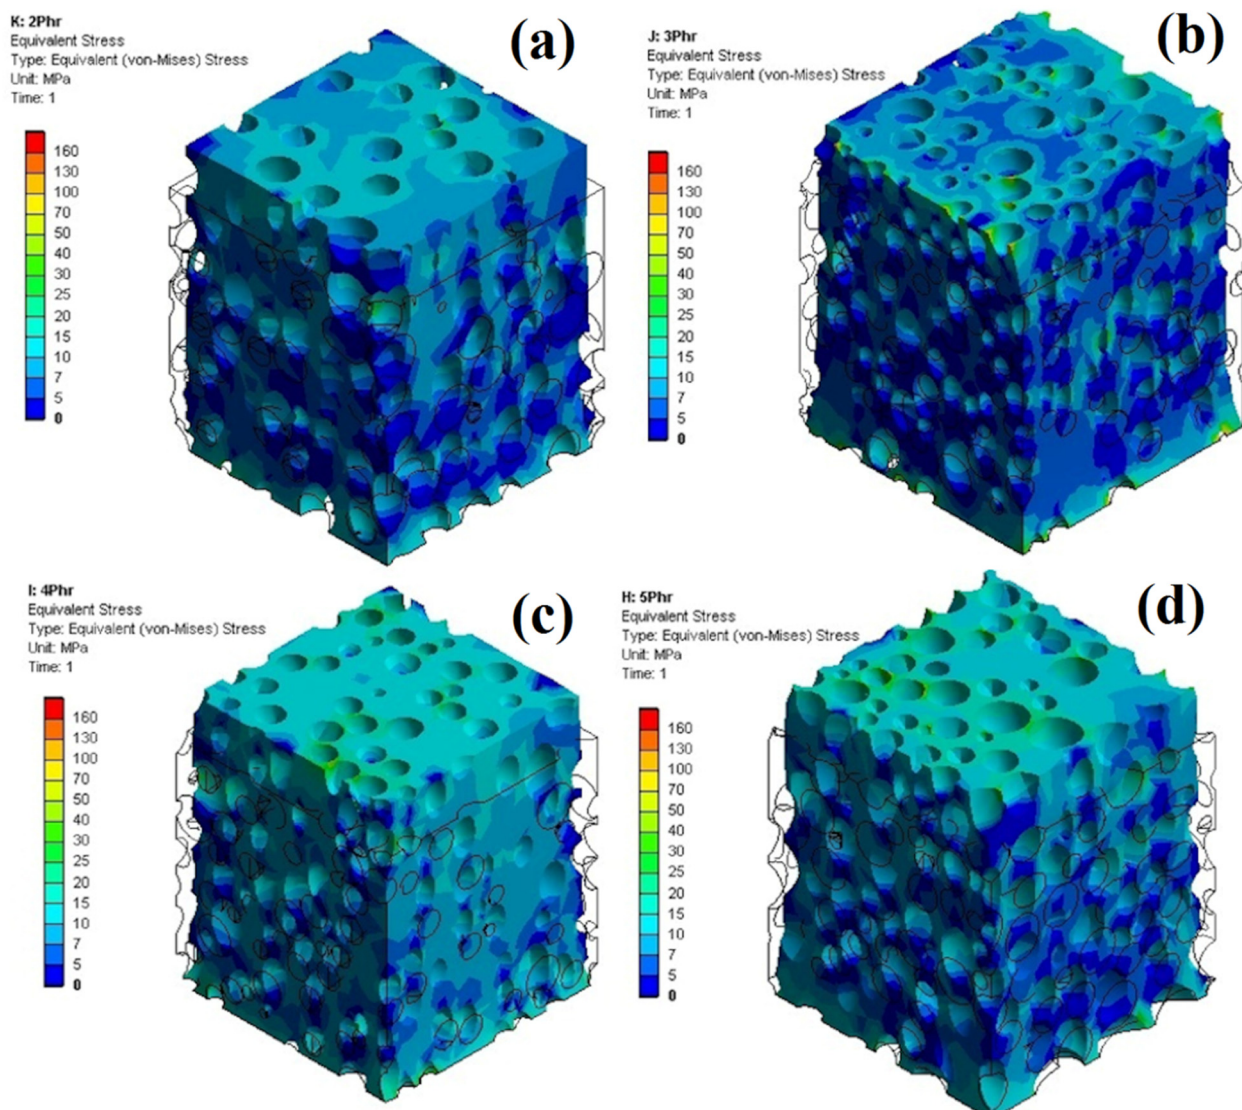 K: 2Phr
Equivalent Stress
Type: Equivalent (von-Mises) Stress
Unit: MPa
Time: 1
(a)
160
130
100
70
50
40
30
25
20
15
10
7
5
0
J: 3Phr
Equivalent Stress
Type: Equivalent (von-Mises) Stress
Unit: MPa
Time: 1
(b)
160
130
100
70
50
40
30
25
20
15
10
7
5
0
I: 4Phr
Equivalent Stress
Type: Equivalent (von-Mises) Stress
Unit: MPa
Time: 1
(c)
160
130
100
70
50
40
30
25
20
15
10
7
5
0
H: 5Phr
Equivalent Stress
Type: Equivalent (von-Mises) Stress
Unit: MPa
Time: 1
(d)
160
130
100
70
50
40
30
25
20
15
10
7
5
0